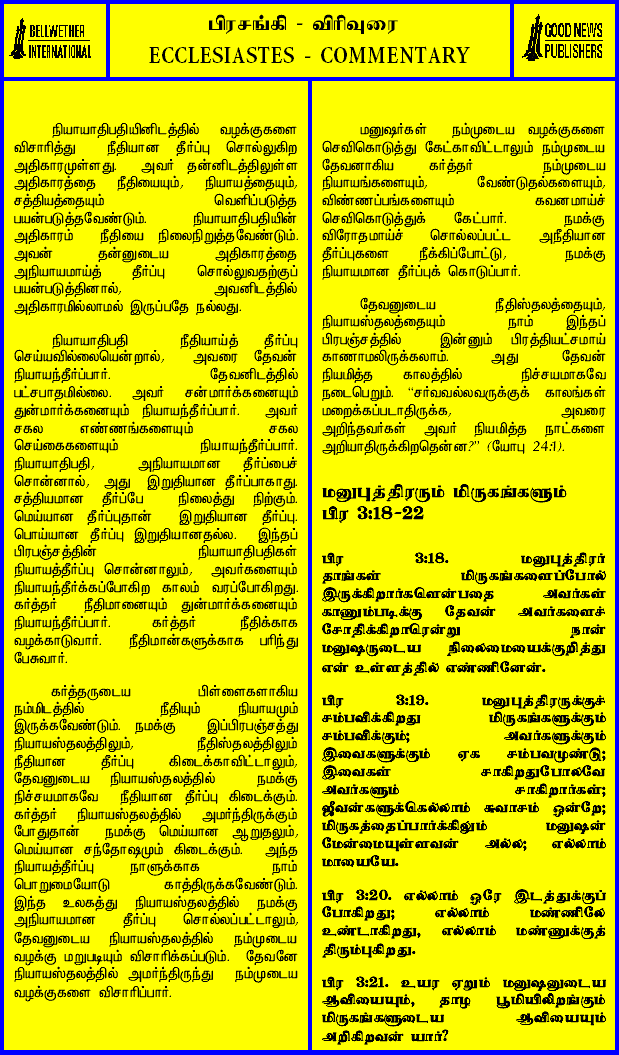 BELLWETHER
INTERNATIONAL
பிரசங்கி - விரிவுரை
ECCLESIASTES - COMMENTARY
GOOD NEWS
PUBLISHERS
நியாயாதிபதியினிடத்தில் வழக்குகளை
விசாரித்து நீதியான தீர்ப்பு சொல்லுகிற
அதிகாரமுள்ளது. அவர் தன்னிடத்திலுள்ள
அதிகாரத்தை நீதியையும், நியாயத்தையும்,
சத்தியத்தையும் வெளிப்படுத்த
பயன்படுத்தவேண்டும். நியாயாதிபதியின்
அதிகாரம் நீதியை நிலைநிறுத்தவேண்டும்.
அவன் தன்னுடைய அதிகாரத்தை
அநியாயமாய்த் தீர்ப்பு சொல்லுவதற்குப்
பயன்படுத்தினால், அவனிடத்தில்
அதிகாரமில்லாமல் இருப்பதே நல்லது.
நியாயாதிபதி நீதியாய்த் தீர்ப்பு
செய்யவில்லையென்றால், அவரை தேவன்
நியாயந்தீர்ப்பார். தேவனிடத்தில்
பட்சபாதமில்லை. அவர் சன்மார்க்கனையும்
துன்மார்க்கனையும் நியாயந்தீர்ப்பார். அவர்
சகல எண்ணங்களையும் சகல
செய்கைகளையும் நியாயந்தீர்ப்பார்.
நியாயாதிபதி, அநியாயமான தீர்ப்பைச்
சொன்னால், அது இறுதியான தீர்ப்பாகாது.
சத்தியமான தீர்ப்பே நிலைத்து நிற்கும்.
மெய்யான தீர்ப்புதான் இறுதியான தீர்ப்பு.
பொய்யான தீர்ப்பு இறுதியானதல்ல. இந்தப்
பிரபஞ்சத்தின் நியாயாதிபதிகள்
நியாயத்தீர்ப்பு சொன்னாலும், அவர்களையும்
நியாயந்தீர்க்கப்போகிற காலம் வரப்போகிறது.
கர்த்தர் நீதிமானையும் துன்மார்க்கனையும்
நியாயந்தீர்ப்பார். கர்த்தர் நீதிக்காக
வழக்காடுவார். நீதிமான்களுக்காக பரிந்து
பேசுவார்.
கர்த்தருடைய பிள்ளைகளாகிய
நம்மிடத்தில் நீதியும் நியாயமும்
இருக்கவேண்டும். நமக்கு இப்பிரபஞ்சத்து
நியாயஸ்தலத்திலும், நீதிஸ்தலத்திலும்
நீதியான தீர்ப்பு கிடைக்காவிட்டாலும்,
தேவனுடைய நியாயஸ்தலத்தில் நமக்கு
நிச்சயமாகவே நீதியான தீர்ப்பு கிடைக்கும்.
கர்த்தர் நியாயஸ்தலத்தில் அமர்ந்திருக்கும்
போதுதான் நமக்கு மெய்யான ஆறுதலும்,
மெய்யான சந்தோஷமும் கிடைக்கும். அந்த
நியாயத்தீர்ப்பு நாளுக்காக நாம்
பொறுமையோடு காத்திருக்கவேண்டும்.
இந்த உலகத்து நியாயஸ்தலத்தில் நமக்கு
அநியாயமான தீர்ப்பு சொல்லப்பட்டாலும்,
தேவனுடைய நியாயஸ்தலத்தில் நம்முடைய
வழக்கு மறுபடியும் விசாரிக்கப்படும். தேவனே
நியாயஸ்தலத்தில் அமர்ந்திருந்து நம்முடைய
வழக்குகளை விசாரிப்பார்.
மனுஷர்கள் நம்முடைய வழக்குகளை
செவிகொடுத்து கேட்காவிட்டாலும் நம்முடைய
தேவனாகிய கர்த்தர் நம்முடைய
நியாயங்களையும், வேண்டுதல்களையும்,
விண்ணப்பங்களையும் கவனமாய்ச்
செவிகொடுத்துக் கேட்பார். நமக்கு
விரோதமாய்ச் சொல்லப்பட்ட அநீதியான
தீர்ப்புகளை நீக்கிப்போட்டு, நமக்கு
நியாயமான தீர்ப்புக் கொடுப்பார்.
தேவனுடைய நீதிஸ்தலத்தையும்,
நியாயஸ்தலத்தையும் நாம் இந்தப்
பிரபஞ்சத்தில் இன்னும் பிரத்தியட்சமாய்
காணாமலிருக்கலாம். அது தேவன்
நியமித்த காலத்தில் நிச்சயமாகவே
நடைபெறும். “சர்வவல்லவருக்குக் காலங்கள்
மறைக்கப்படாதிருக்க, அவரை
அறிந்தவர்கள் அவர் நியமித்த நாட்களை
அறியாதிருக்கிறதென்ன?” (யோபு 24:1).
மனுபுத்திரரும் மிருகங்களும்
பிர 3:18-22
பிர 3:18. மனுபுத்திரர்
தாங்கள் மிருகங்களைப்போல்
இருக்கிறார்களென்பதை அவர்கள்
காணும்படிக்கு தேவன் அவர்களைச்
சோதிக்கிறாரென்று நான்
மனுஷருடைய நிலைமையைக்குறித்து
என் உள்ளத்தில் எண்ணினேன்.
பிர 3:19. மனுபுத்திரருக்குச்
சம்பவிக்கிறது மிருகங்களுக்கும்
சம்பவிக்கும்; அவர்களுக்கும்
இவைகளுக்கும் ஏக சம்பவமுண்டு;
இவைகள் சாகிறதுபோலவே
அவர்களும் சாகிறார்கள்;
ஜீவன்களுக்கெல்லாம் சுவாசம் ஒன்றே;
மிருகத்தைப்பார்க்கிலும் மனுஷன்
மேன்மையுள்ளவன் அல்ல; எல்லாம்
மாயையே.
பிர 3:20. எல்லாம் ஒரே இடத்துக்குப்
போகிறது; எல்லாம் மண்ணிலே
உண்டாகிறது, எல்லாம் மண்ணுக்குத்
திரும்புகிறது.
பிர 3:21. உயர ஏறும் மனுஷனுடைய
ஆவியையும், தாழ பூமியிலிறங்கும்
மிருகங்களுடைய ஆவியையும்
அறிகிறவன் யார்?